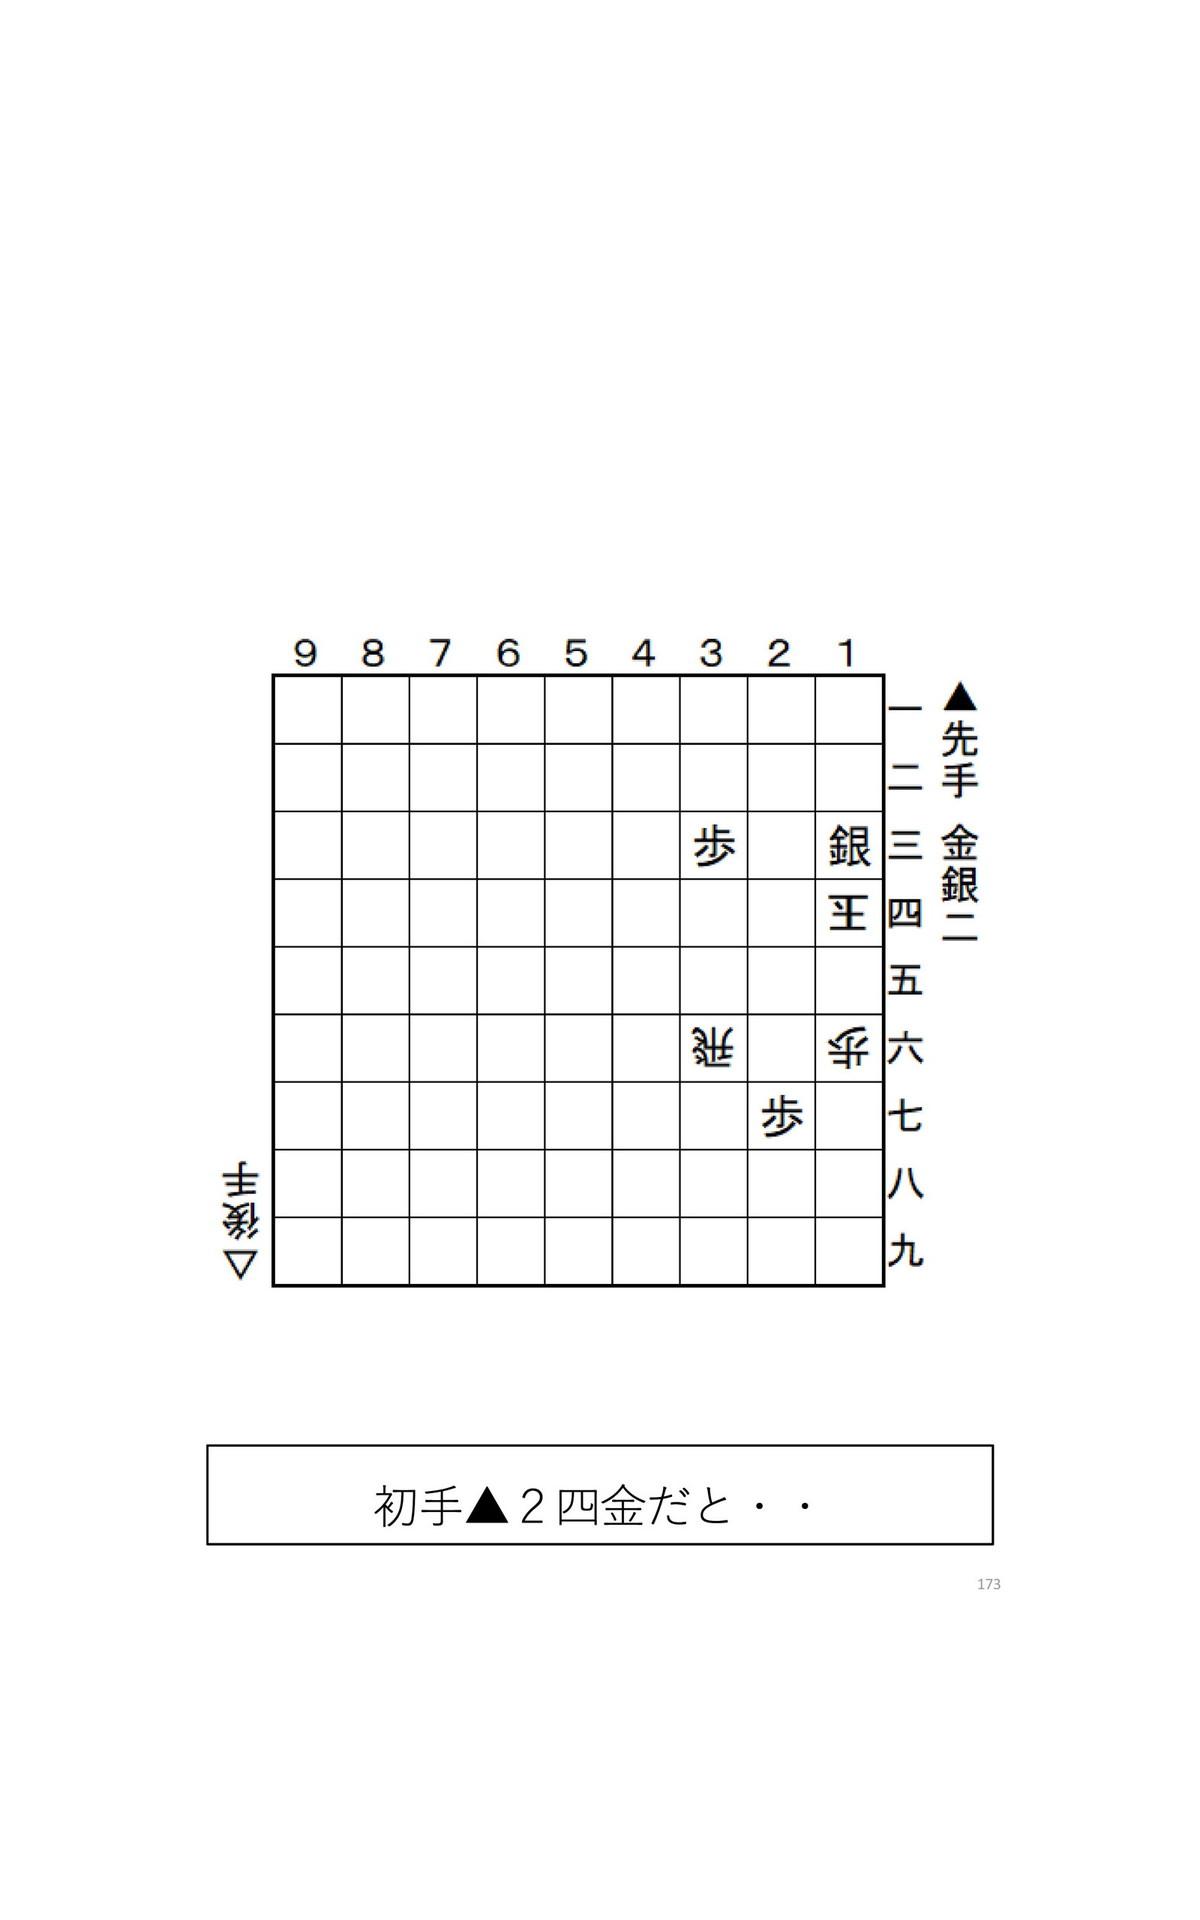 9 8 7 6 5 4 3 2 1
一
二
歩 銀 三
王 四
五
飛 歩 六
歩 七
八
九
▲先手 金銀二
△後手
初手▲２四金だと・・
173